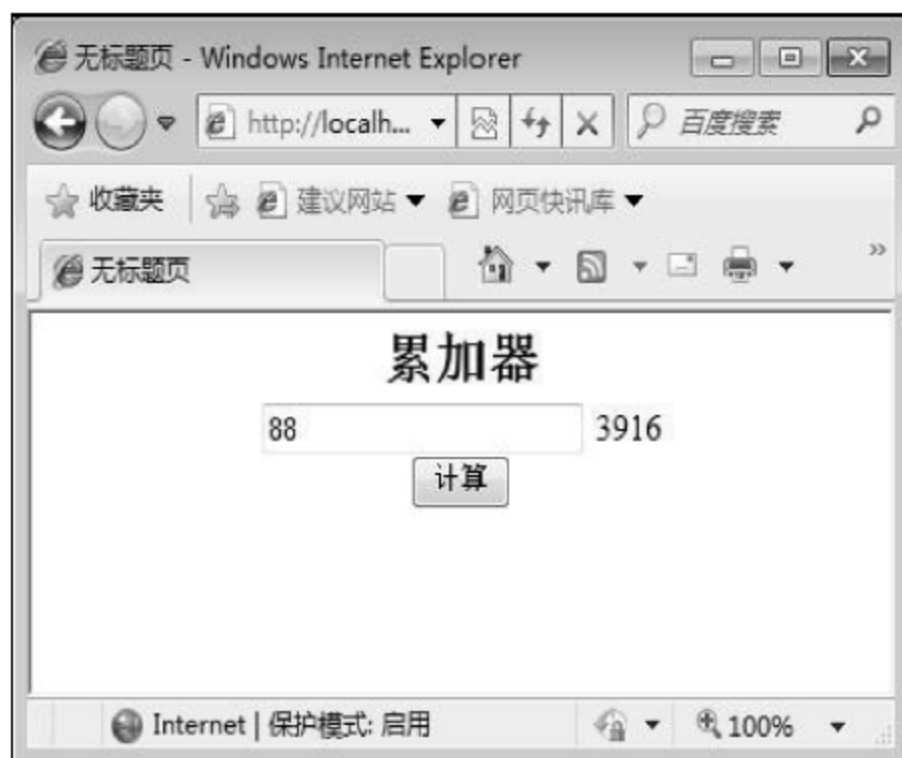 无标题页 - Windows Internet Explorer
http://localh... 百度搜索
收藏夹 建议网站 网页快讯库
无标题页 »
累加器
88 3916
计算
Internet | 保护模式: 启用 100%